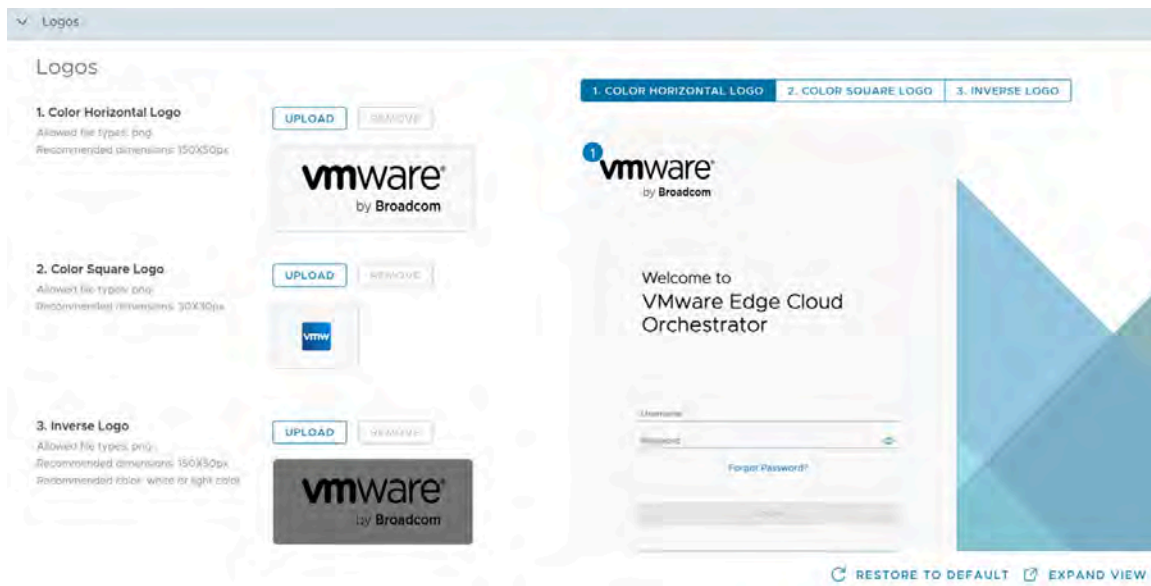 Logos
Logos
1. Color Horizontal Logo
Allowed file types: png
Recommended dimensions: 150X50px
UPLOAD
REMOVE
vmware®
by Broadcom
2. Color Square Logo
Allowed file types: png
Recommended dimensions: 30X30px
UPLOAD
REMOVE
vmw
3. Inverse Logo
Allowed file types: png
Recommended dimensions: 150X50px
Recommended color: white or light color
UPLOAD
REMOVE
vmware®
by Broadcom
1. COLOR HORIZONTAL LOGO
2. COLOR SQUARE LOGO
3. INVERSE LOGO
1
vmware®
by Broadcom
Welcome to
VMware Edge Cloud
Orchestrator
Username
Password
Forgot Password?
RESTORE TO DEFAULT
EXPAND VIEW